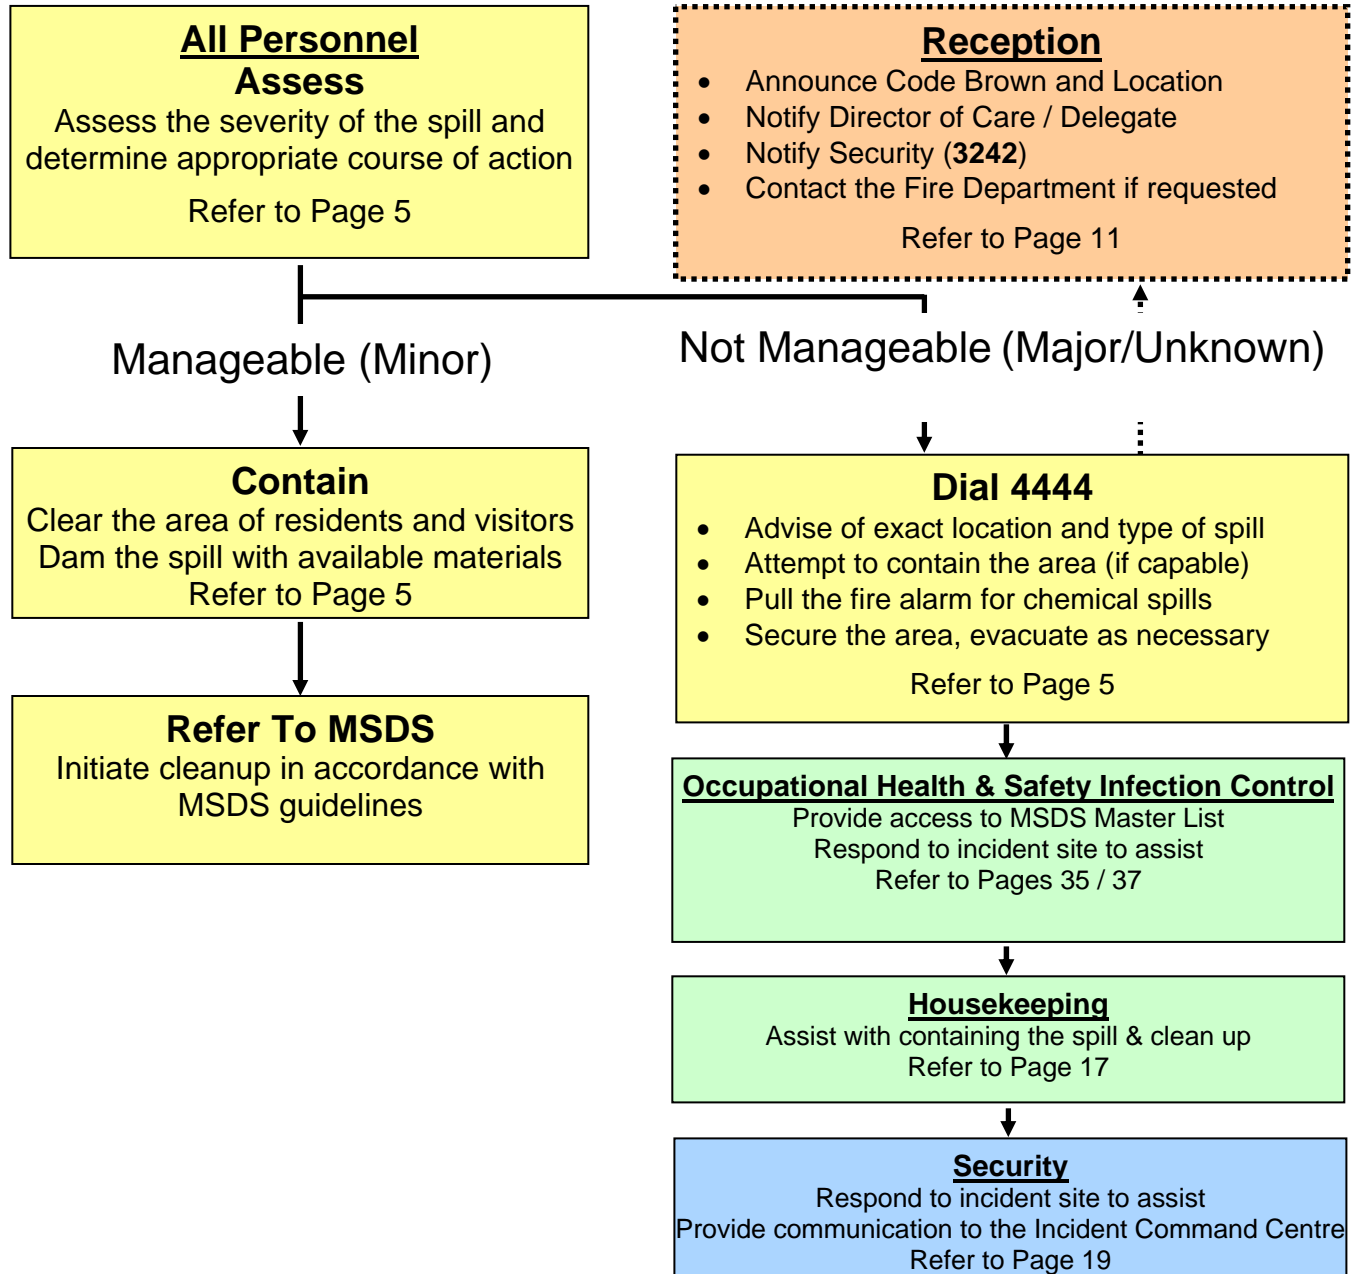 All Personnel
Assess
Assess the severity of the spill and
determine appropriate course of action
Refer to Page 5
Reception
• Announce Code Brown and Location
• Notify Director of Care / Delegate
• Notify Security (3242)
• Contact the Fire Department if requested
Refer to Page 11
Manageable (Minor)
Not Manageable (Major/Unknown)
Contain
Clear the area of residents and visitors
Dam the spill with available materials
Refer to Page 5
Dial 4444
• Advise of exact location and type of spill
• Attempt to contain the area (if capable)
• Pull the fire alarm for chemical spills
• Secure the area, evacuate as necessary
Refer to Page 5
Refer To MSDS
Initiate cleanup in accordance with
MSDS guidelines
Occupational Health & Safety Infection Control
Provide access to MSDS Master List
Respond to incident site to assist
Refer to Pages 35 / 37
Housekeeping
Assist with containing the spill & clean up
Refer to Page 17
Security
Respond to incident site to assist
Provide communication to the Incident Command Centre
Refer to Page 19